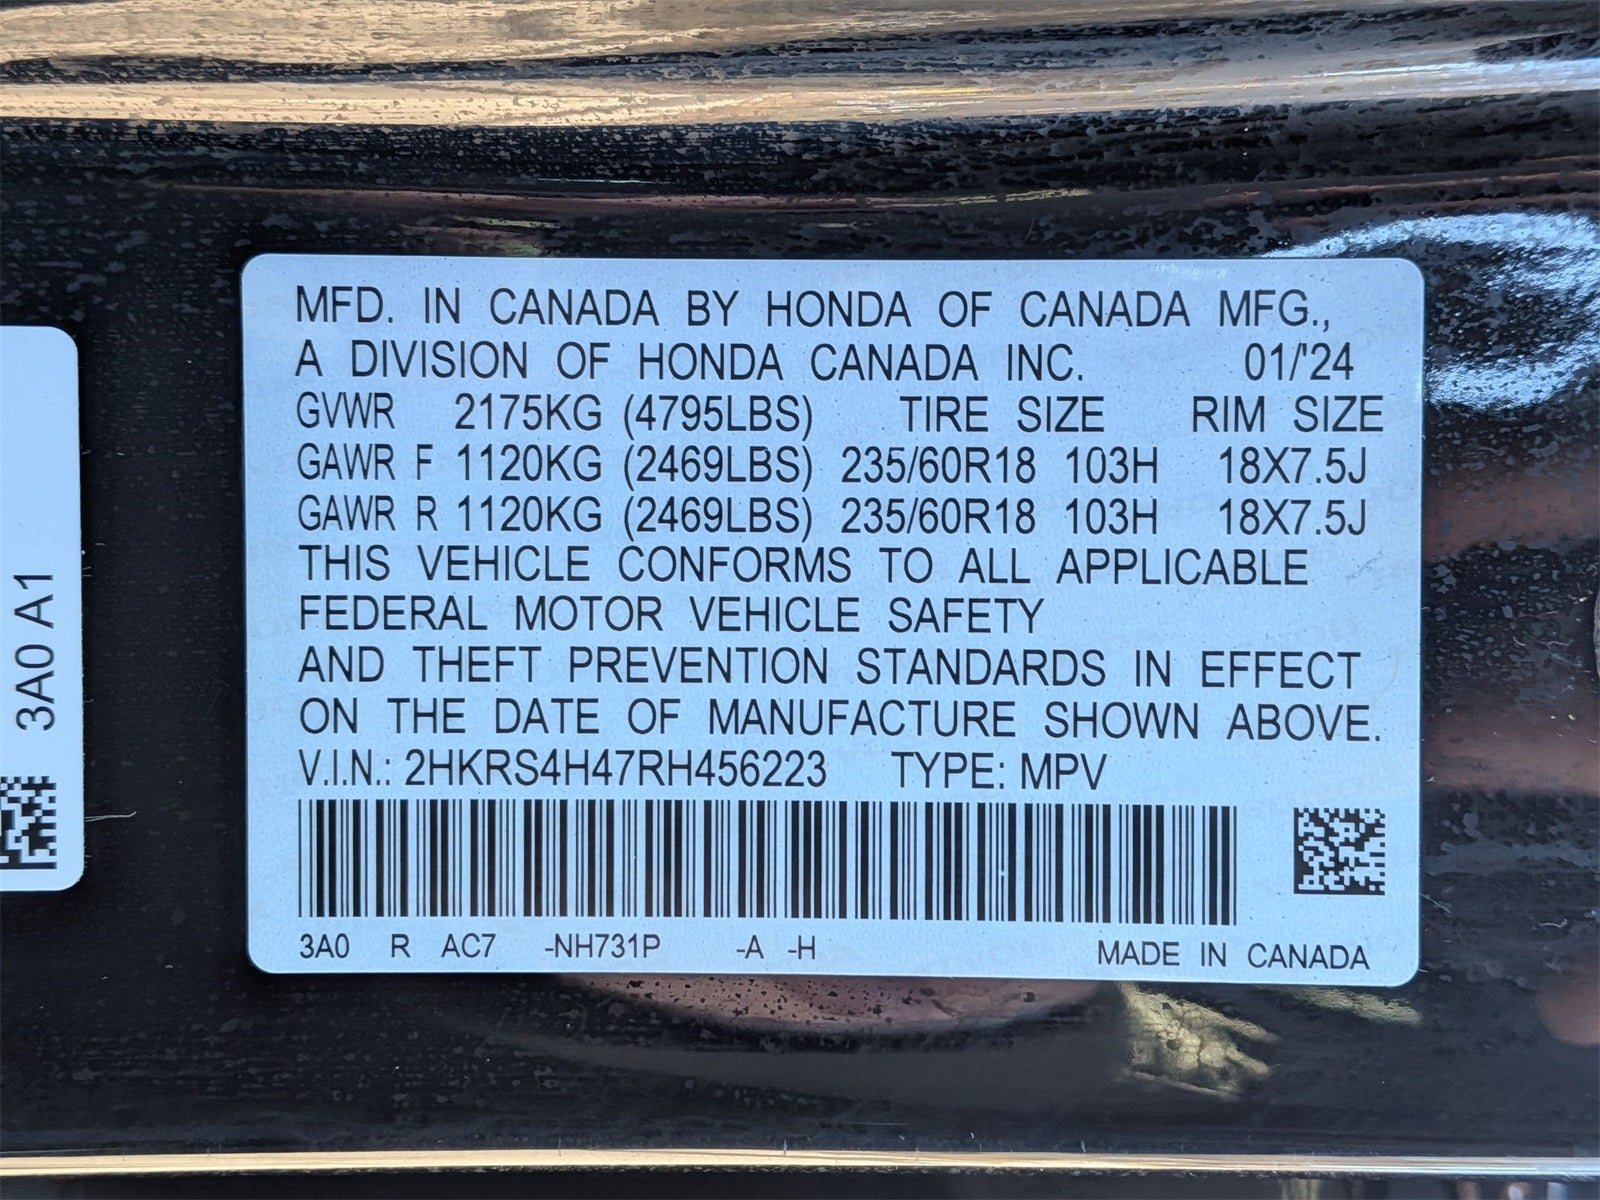 MFD. IN CANADA BY HONDA OF CANADA MFG.,
A DIVISION OF HONDA CANADA INC. 01/'24
GVWR 2175KG (4795LBS) TIRE SIZE RIM SIZE
GAWR F 1120KG (2469LBS) 235/60R18 103H 18X7.5J
GAWR R 1120KG (2469LBS) 235/60R18 103H 18X7.5J
THIS VEHICLE CONFORMS TO ALL APPLICABLE
FEDERAL MOTOR VEHICLE SAFETY
AND THEFT PREVENTION STANDARDS IN EFFECT
ON THE DATE OF MANUFACTURE SHOWN ABOVE.
V.I.N.: 2HKRS4H47RH456223 TYPE: MPV
3A0 R AC7 -NH731P -A -H MADE IN CANADA
3A0 A1